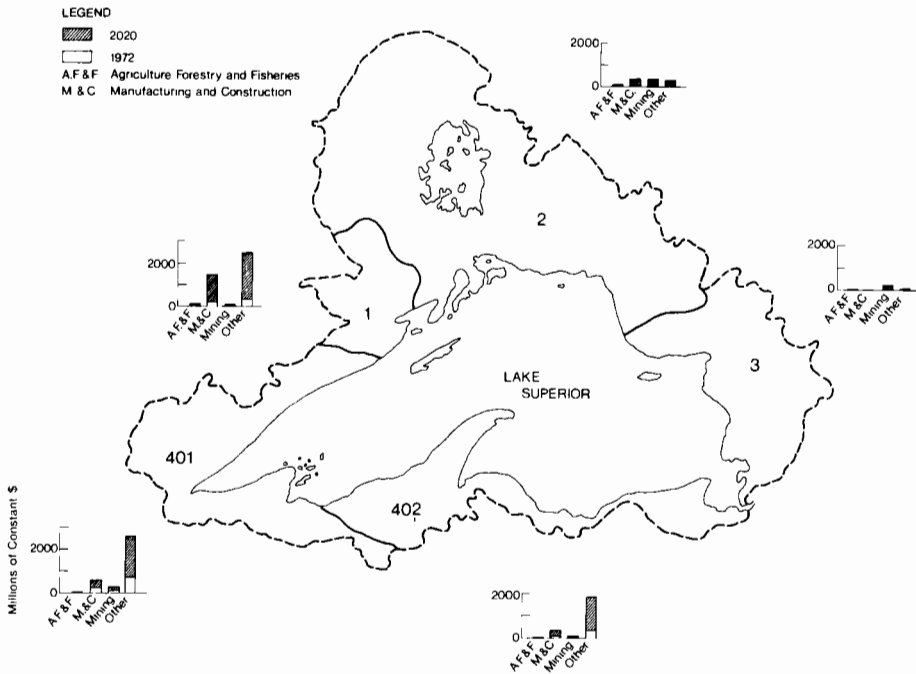 LEGEND
2020
1972
A.F & F Agriculture Forestry and Fisheries
M & C Manufacturing and Construction
2000
0
A F & F
M & C.
Mining
Other
2
2000
0
A F & F
M & C
Mining
Other
2000
0
A F & F
M & C
Mining
Other
1
3
LAKE
SUPERIOR
401
402
Millions of Constant $
2000
0
A F & F
M & C
Mining
Other
2000
0
A F & F
M & C
Mining
Other